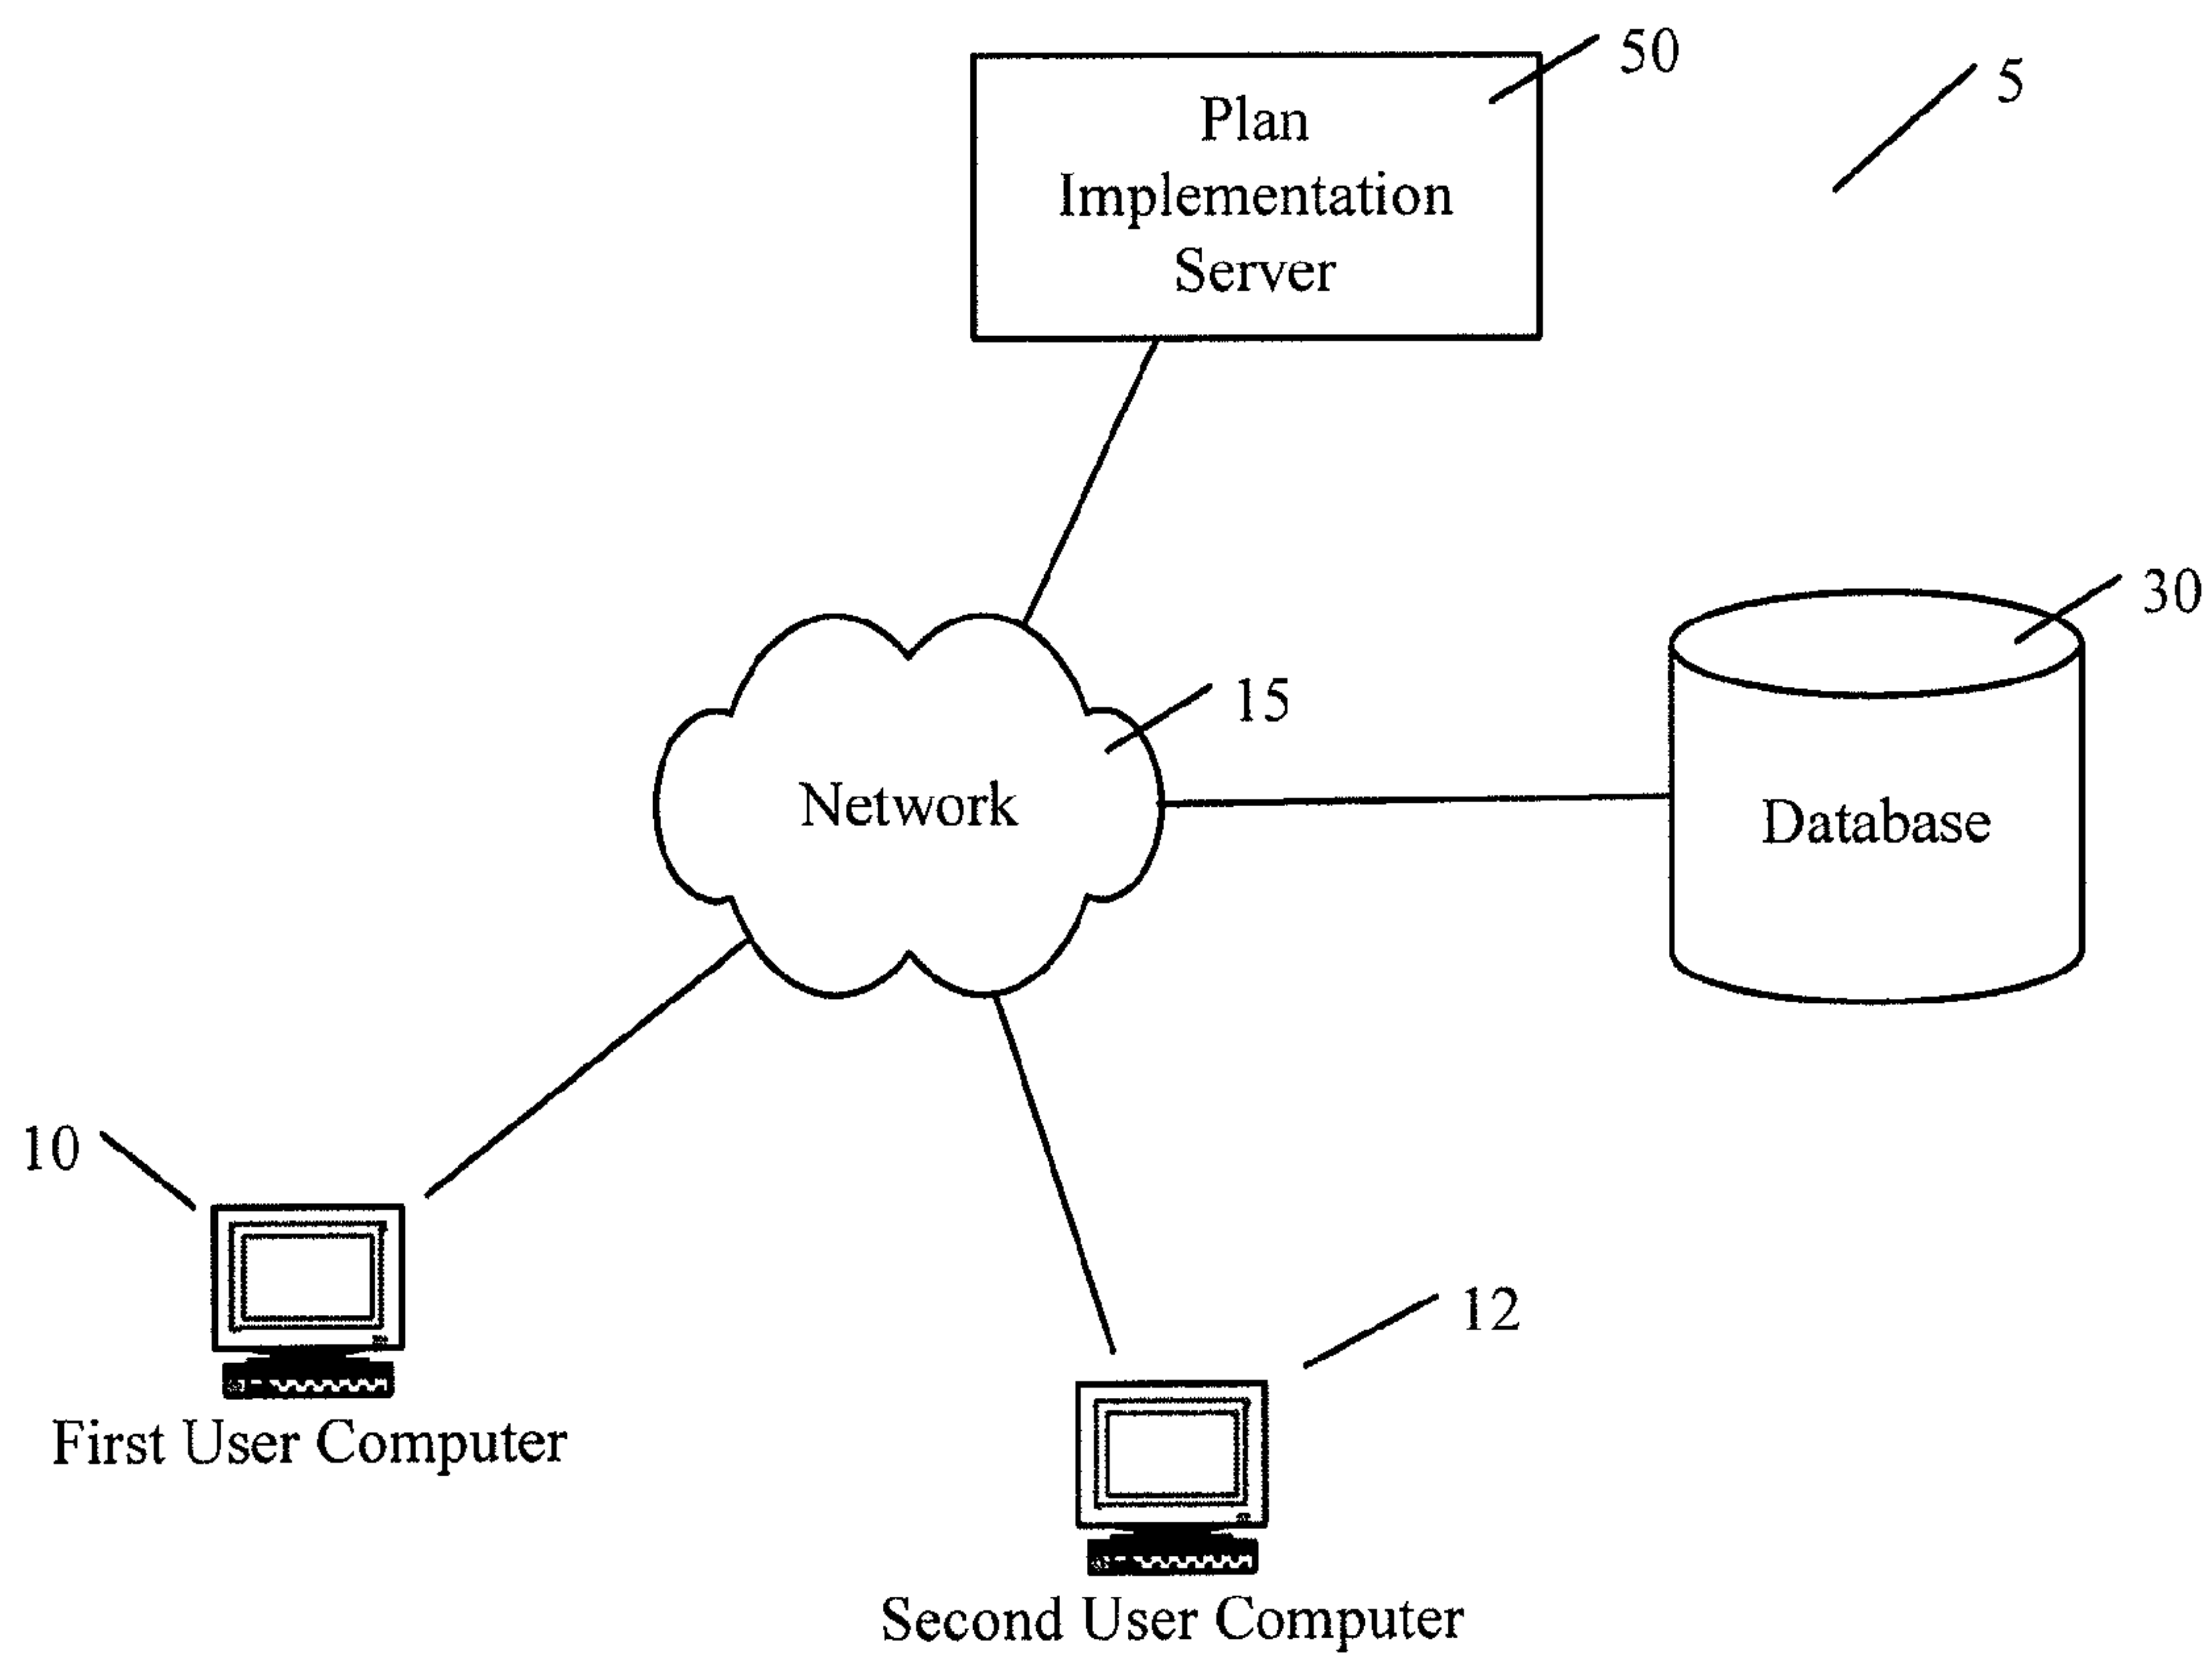 50
5
Plan
Implementation
Server
30
15
Network
Database
10
12
First User Computer
Second User Computer